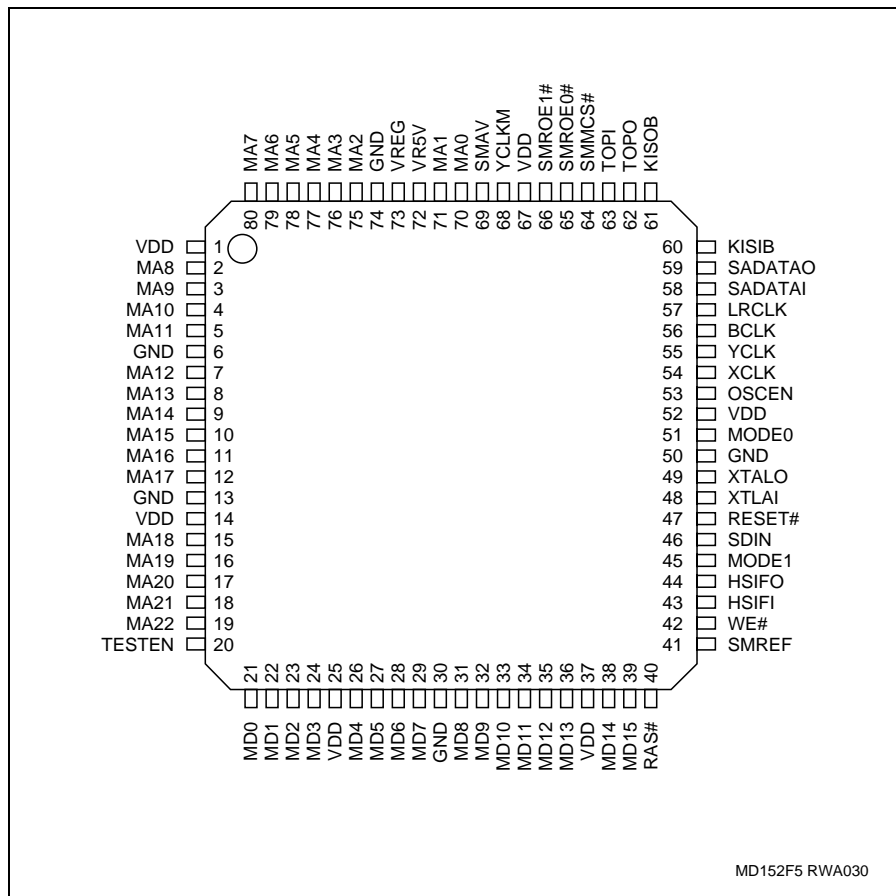 MA7 MA6 MA5 MA4 MA3 MA2 GND VREG VR5V MA1 MA0 SMAV YCLKM VDD SMROE1# SMROE0# SMMCS# TOPI TOPO KISOB
80 79 78 77 76 75 74 73 72 71 70 69 68 67 66 65 64 63 62 61
VDD 1 60 KISIB
MA8 2 59 SADATAO
MA9 3 58 SADATAI
MA10 4 57 LRCLK
MA11 5 56 BCLK
GND 6 55 YCLK
MA12 7 54 XCLK
MA13 8 53 OSCEN
MA14 9 52 VDD
MA15 10 51 MODE0
MA16 11 50 GND
MA17 12 49 XTALO
GND 13 48 XTLAI
VDD 14 47 RESET#
MA18 15 46 SDIN
MA19 16 45 MODE1
MA20 17 44 HSIFO
MA21 18 43 HSIFI
MA22 19 42 WE#
TESTEN 20 41 SMREF
21 22 23 24 25 26 27 28 29 30 31 32 33 34 35 36 37 38 39 40
MD0 MD1 MD2 MD3 VDD MD4 MD5 MD6 MD7 GND MD8 MD9 MD10 MD11 MD12 MD13 VDD MD14 MD15 RAS#
MD152F5 RWA030